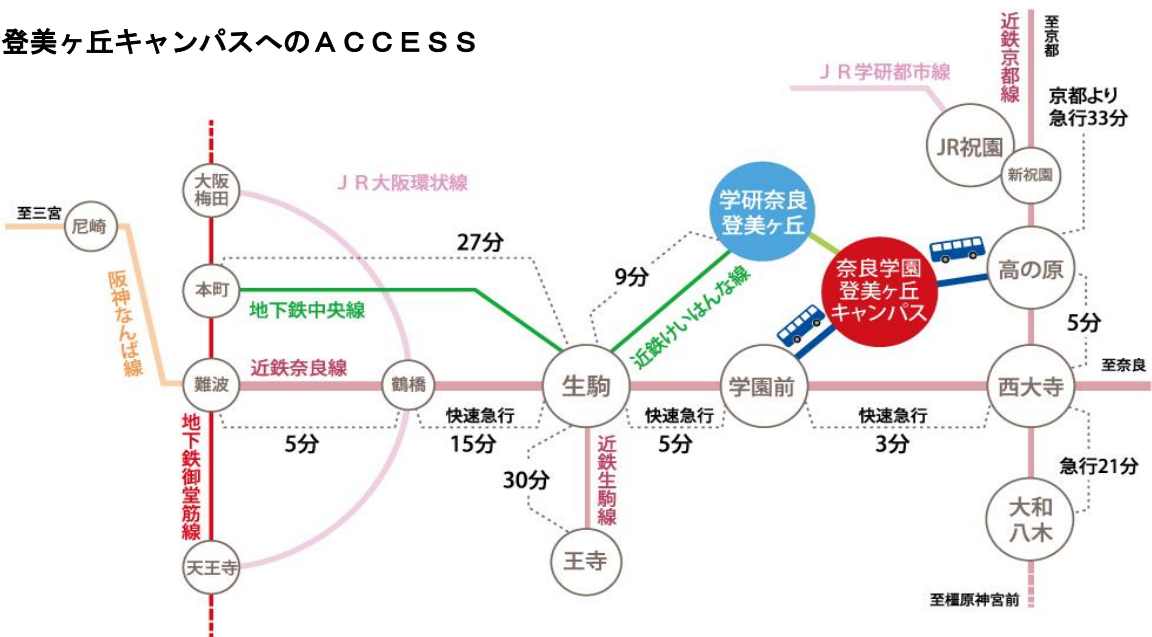 登美ヶ丘キャンパスへのＡＣＣＥＳＳ
近鉄京都線
至京都
ＪＲ学研都市線
京都より
急行33分
JR祝園
新祝園
大阪
梅田
ＪＲ大阪環状線
学研奈良
登美ヶ丘
至三宮
尼崎
27分
9分
奈良学園
登美ヶ丘
キャンパス
高の原
阪神なんば線
本町
地下鉄中央線
近鉄けいはんな線
5分
難波
近鉄奈良線
鶴橋
生駒
学園前
西大寺
至奈良
快速急行
15分
快速急行
5分
快速急行
3分
5分
地下鉄御堂筋線
近鉄生駒線
30分
急行21分
大和
八木
天王寺
王寺
至橿原神宮前